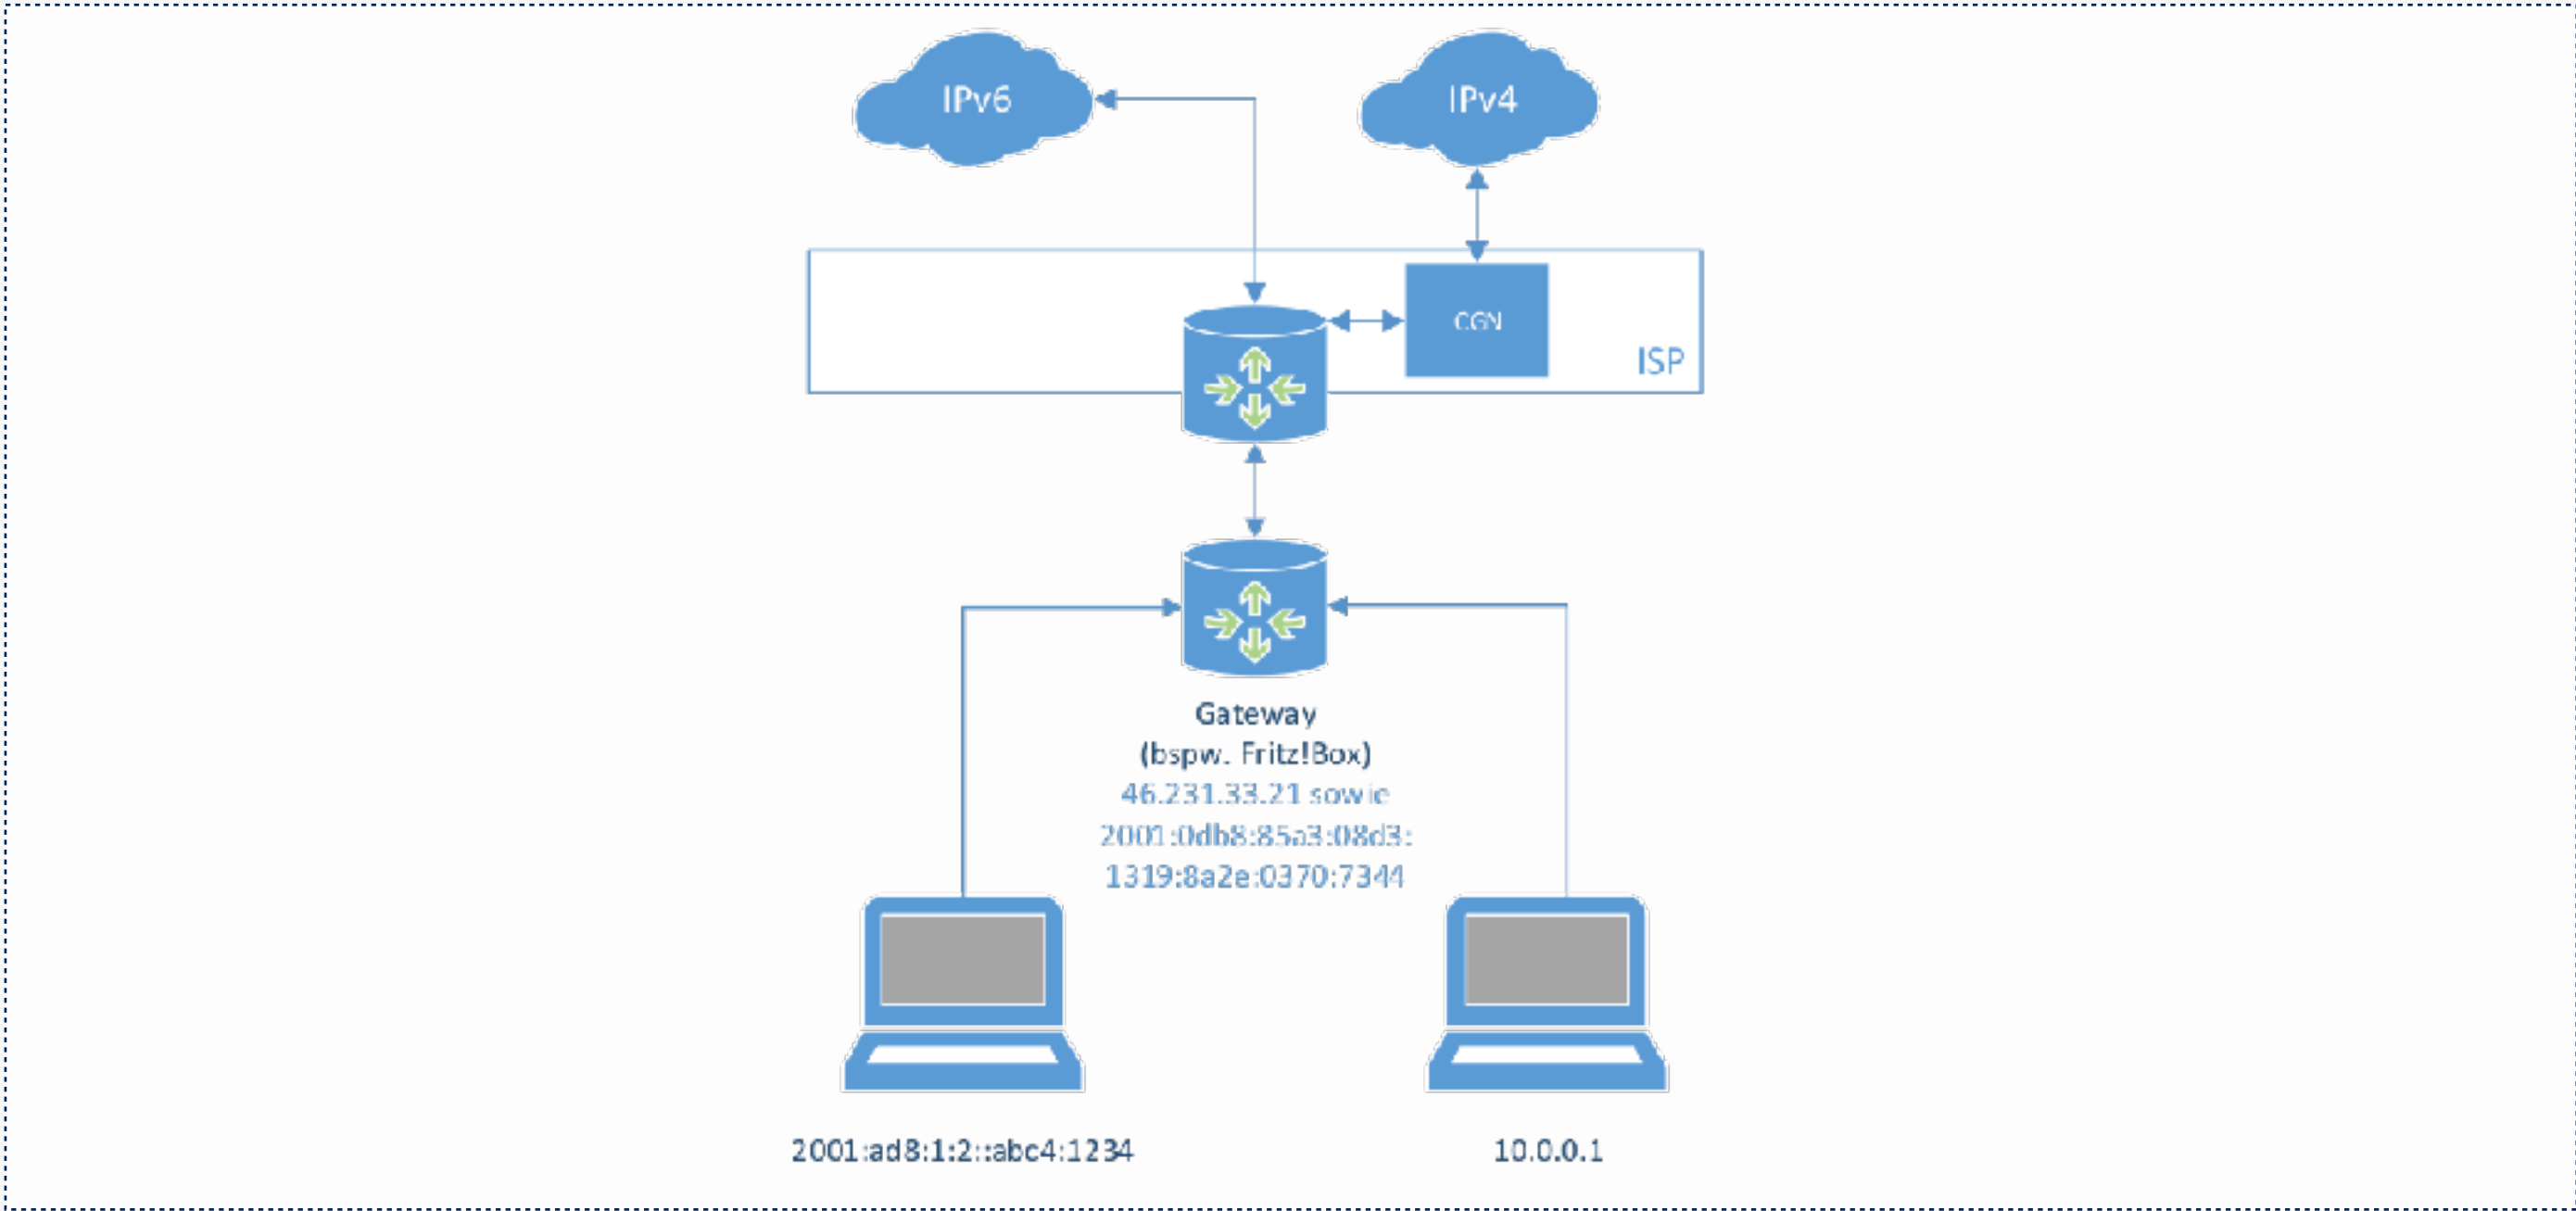 IPv6
IPv4
CGN
ISP
Gateway
(bspw. Fritz!Box)
46.231.33.21 sowie
2001:0db8:85a3:08d3:
1319:8a2e:0370:7344
2001:ad8:1:2::abc4:1234
10.0.0.1